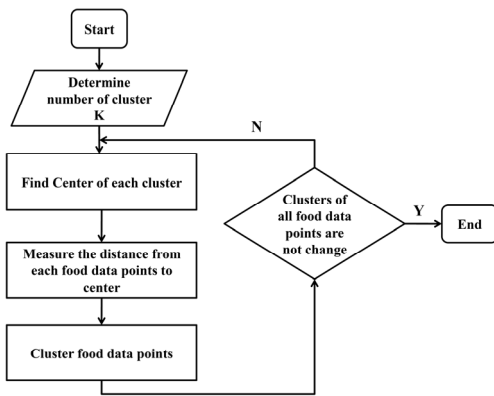 Start
Determine
number of cluster
K
N
Find Center of each cluster
Clusters of
all food data
points are
not change
Y
End
Measure the distance from
each food data points to
center
Cluster food data points